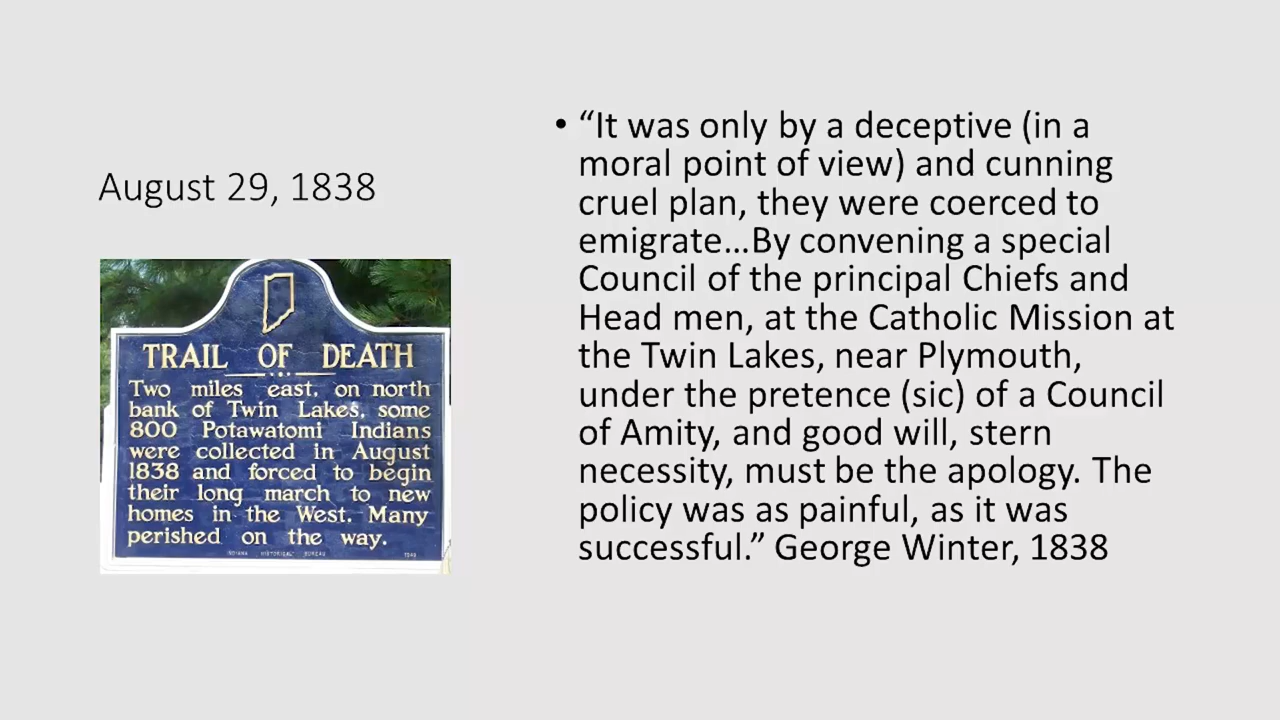 August 29, 1838
TRAIL OF DEATH
Two miles east, on north
bank of Twin Lakes, some
800 Potawatomi Indians
were collected in August
1838 and forced to begin
their long march to new
homes in the West. Many
perished on the way.
INDIANA HISTORICAL BUREAU
• “It was only by a deceptive (in a
moral point of view) and cunning
cruel plan, they were coerced to
emigrate…By convening a special
Council of the principal Chiefs and
Head men, at the Catholic Mission at
the Twin Lakes, near Plymouth,
under the pretence (sic) of a Council
of Amity, and good will, stern
necessity, must be the apology. The
policy was as painful, as it was
successful.” George Winter, 1838